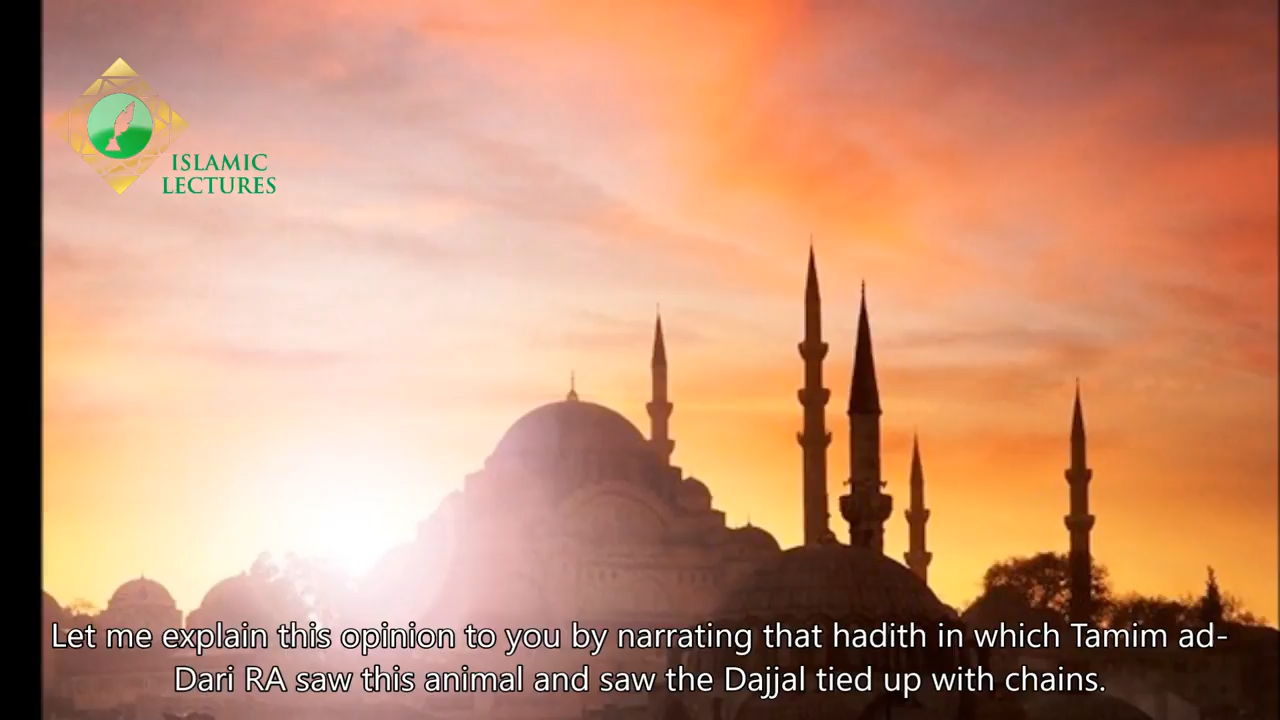 ISLAMIC
LECTURES
Let me explain this opinion to you by narrating that hadith in which Tamim ad-
Dari RA saw this animal and saw the Dajjal tied up with chains.